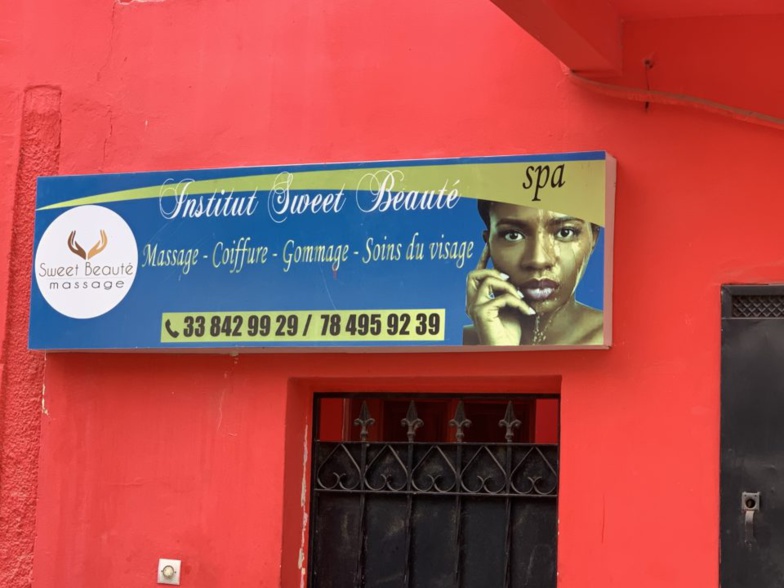 Institut Sweet Beauté
spa
Massage - Coiffure - Gommage - Soins du visage
Sweet Beauté
massage
33 842 99 29 / 78 495 92 39